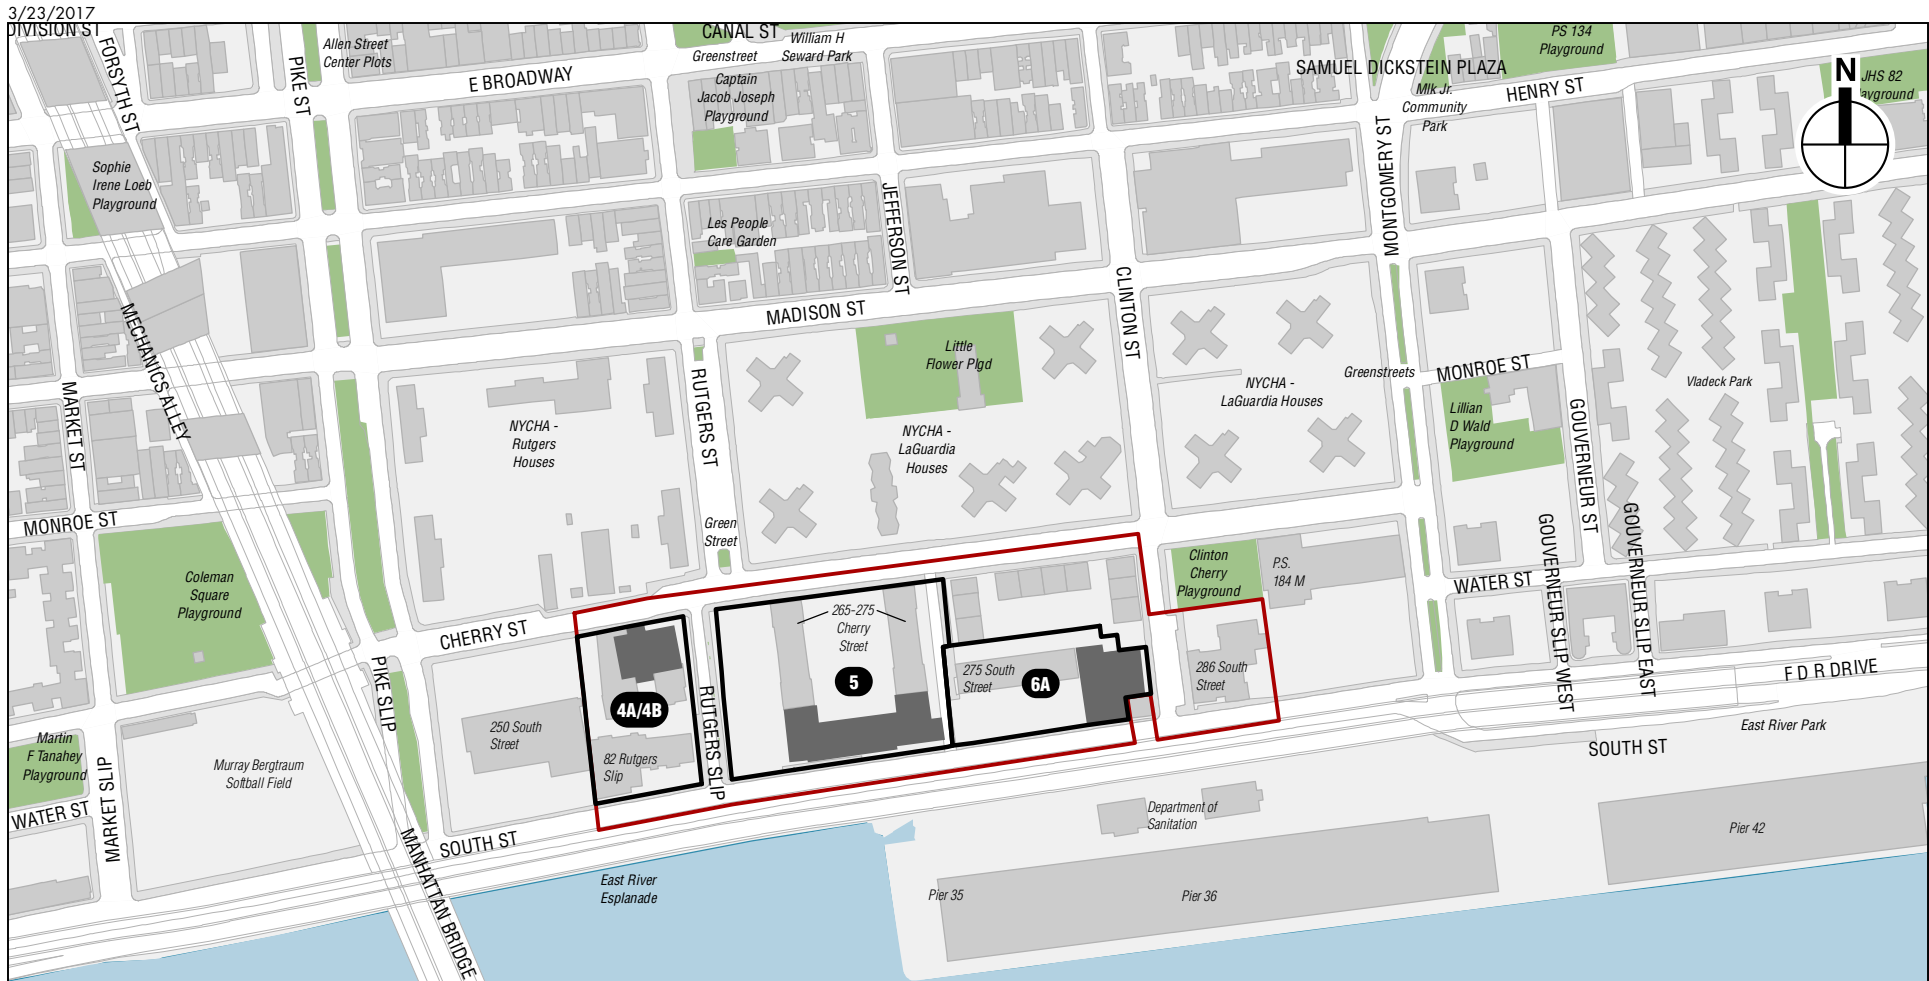 3/23/2017
DIVISION ST
FORSYTH ST
PIKE ST
Allen Street
Center Plots
E BROADWAY
CANAL ST
Greenstreet
William H
Seward Park
Captain
Jacob Joseph
Playground
SAMUEL DICKSTEIN PLAZA
PS 134
Playground
HENRY ST
Mlk Jr.
Community
Park
N
JHS 82
Sophie
Irene Loeb
Playground
Les People
Care Garden
JEFFERSON ST
MONTGOMERY ST
MECHANICS ALLEY
MADISON ST
CLINTON ST
MARKET ST
RUTGERS ST
Little
Flower Plgd
NYCHA -
Rutgers
Houses
NYCHA -
LaGuardia
Houses
NYCHA -
LaGuardia Houses
Greenstreets
MONROE ST
Lillian
D Wald
Playground
Vladeck Park
GOUVERNEUR ST
MONROE ST
Green
Street
GOUVERNEUR SLIP WEST
GOUVERNEUR SLIP EAST
Coleman
Square
Playground
Clinton
Cherry
Playground
P.S.
184 M
WATER ST
CHERRY ST
265-275
Cherry
Street
5
4A/4B
6A
275 South
Street
286 South
Street
PIKE SLIP
RUTGERS SLIP
250 South
Street
82 Rutgers
Slip
F D R DRIVE
East River Park
SOUTH ST
Martin
F Tanahey
Playground
Murray Bergtraum
Softball Field
MARKET SLIP
WATER ST
SOUTH ST
MANHATTAN BRIDGE
East River
Esplanade
Department of
Sanitation
Pier 35
Pier 36
Pier 42